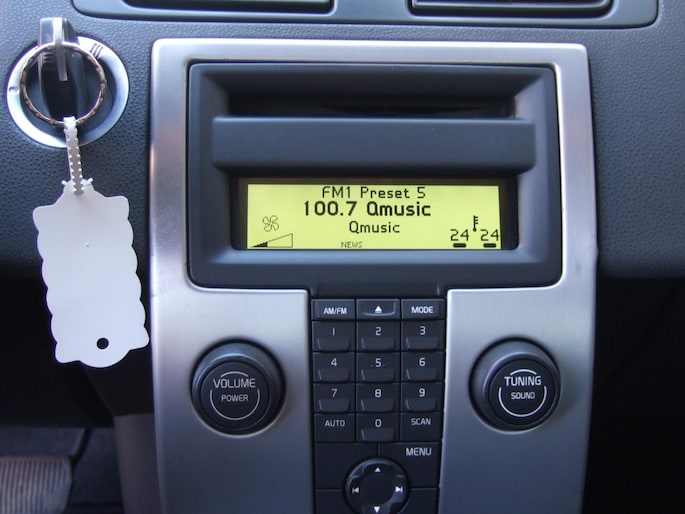 FM1 Preset 5
100.7 Qmusic
Qmusic
24 24
NEWS
AM/FM MODE
1 2 3
4 5 6
7 8 9
AUTO 0 SCAN
MENU
VOLUME
POWER
TUNING
SOUND